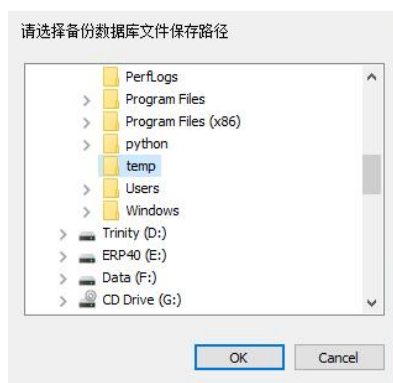 请选择备份数据库文件保存路径
PerfLogs
Program Files
Program Files (x86)
python
temp
Users
Windows
Trinity (D:)
ERP40 (E:)
Data (F:)
CD Drive (G:)
OK Cancel